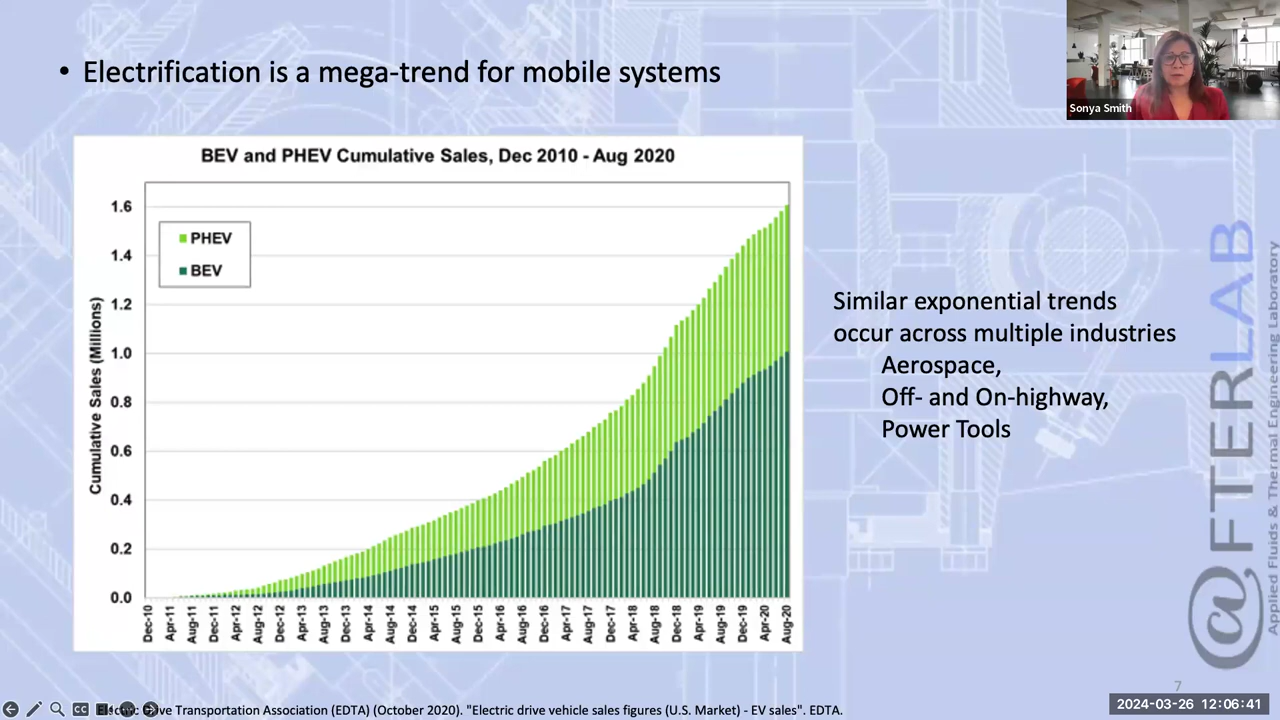 • Electrification is a mega-trend for mobile systems
Sonya Smith
BEV and PHEV Cumulative Sales, Dec 2010 - Aug 2020
PHEV
BEV
Cumulative Sales (Millions)
1.6
1.4
1.2
1.0
0.8
0.6
0.4
0.2
0.0
Dec-10
Apr-11
Aug-11
Dec-11
Apr-12
Aug-12
Dec-12
Apr-13
Aug-13
Dec-13
Apr-14
Aug-14
Dec-14
Apr-15
Aug-15
Dec-15
Apr-16
Aug-16
Dec-16
Apr-17
Aug-17
Dec-17
Apr-18
Aug-18
Dec-18
Apr-19
Aug-19
Dec-19
Apr-20
Aug-20
Similar exponential trends
occur across multiple industries
Aerospace,
Off- and On-highway,
Power Tools
@FTERLAB
Applied Fluids & Thermal Engineering Laboratory
7
CC
Electric Drive Transportation Association (EDTA) (October 2020). "Electric drive vehicle sales figures (U.S. Market) - EV sales". EDTA.
2024-03-26 12:06:41